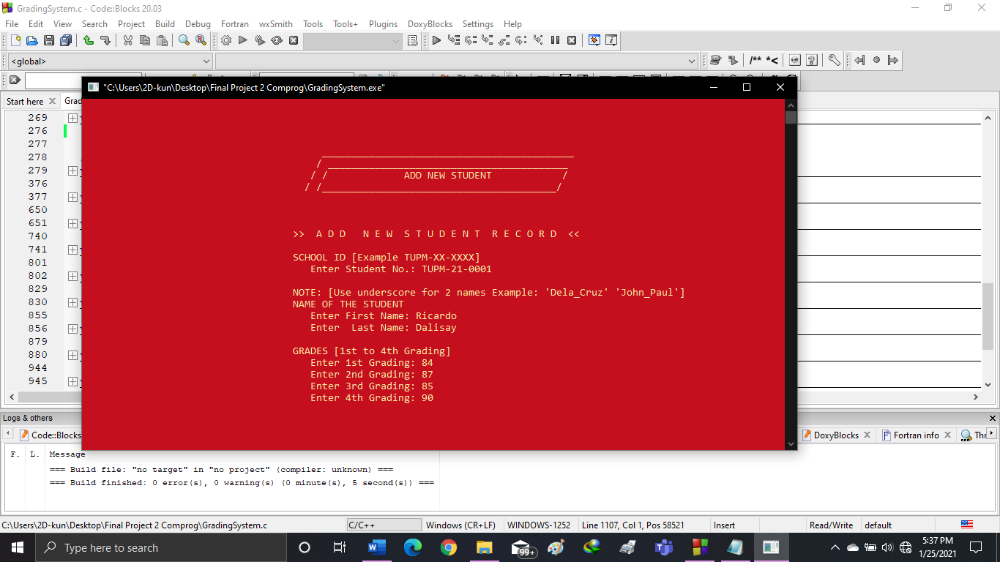 GradingSystem.c - Code::Blocks 20.03
File Edit View Search Project Build Debug Fortran wxSmith Tools Tools+ Plugins DoxyBlocks Settings Help
<global>
/** *<
"C:\Users\2D-kun\Desktop\Final Project 2 Comprog\GradingSystem.exe"
Start here
269
276
277
278
279
376
377
650
651
740
741
801
802
829
830
855
856
879
880
944
945
ADD NEW STUDENT
>> A D D N E W S T U D E N T R E C O R D <<
SCHOOL ID [Example TUPM-XX-XXXX]
Enter Student No.: TUPM-21-0001
NOTE: [Use underscore for 2 names Example: 'Dela_Cruz' 'John_Paul']
NAME OF THE STUDENT
Enter First Name: Ricardo
Enter Last Name: Dalisay
GRADES [1st to 4th Grading]
Enter 1st Grading: 84
Enter 2nd Grading: 87
Enter 3rd Grading: 85
Enter 4th Grading: 90
Logs & others
Code::Blocks DoxyBlocks Fortran info
F. L. Message
=== Build file: "no target" in "no project" (compiler: unknown) ===
=== Build finished: 0 error(s), 0 warning(s) (0 minute(s), 5 second(s)) ===
C:\Users\2D-kun\Desktop\Final Project 2 Comprog\GradingSystem.c C/C++ Windows (CR+LF) WINDOWS-1252 Line 1107, Col 1, Pos 58521 Insert Read/Write default
Type here to search
99+
5:37 PM
1/25/2021